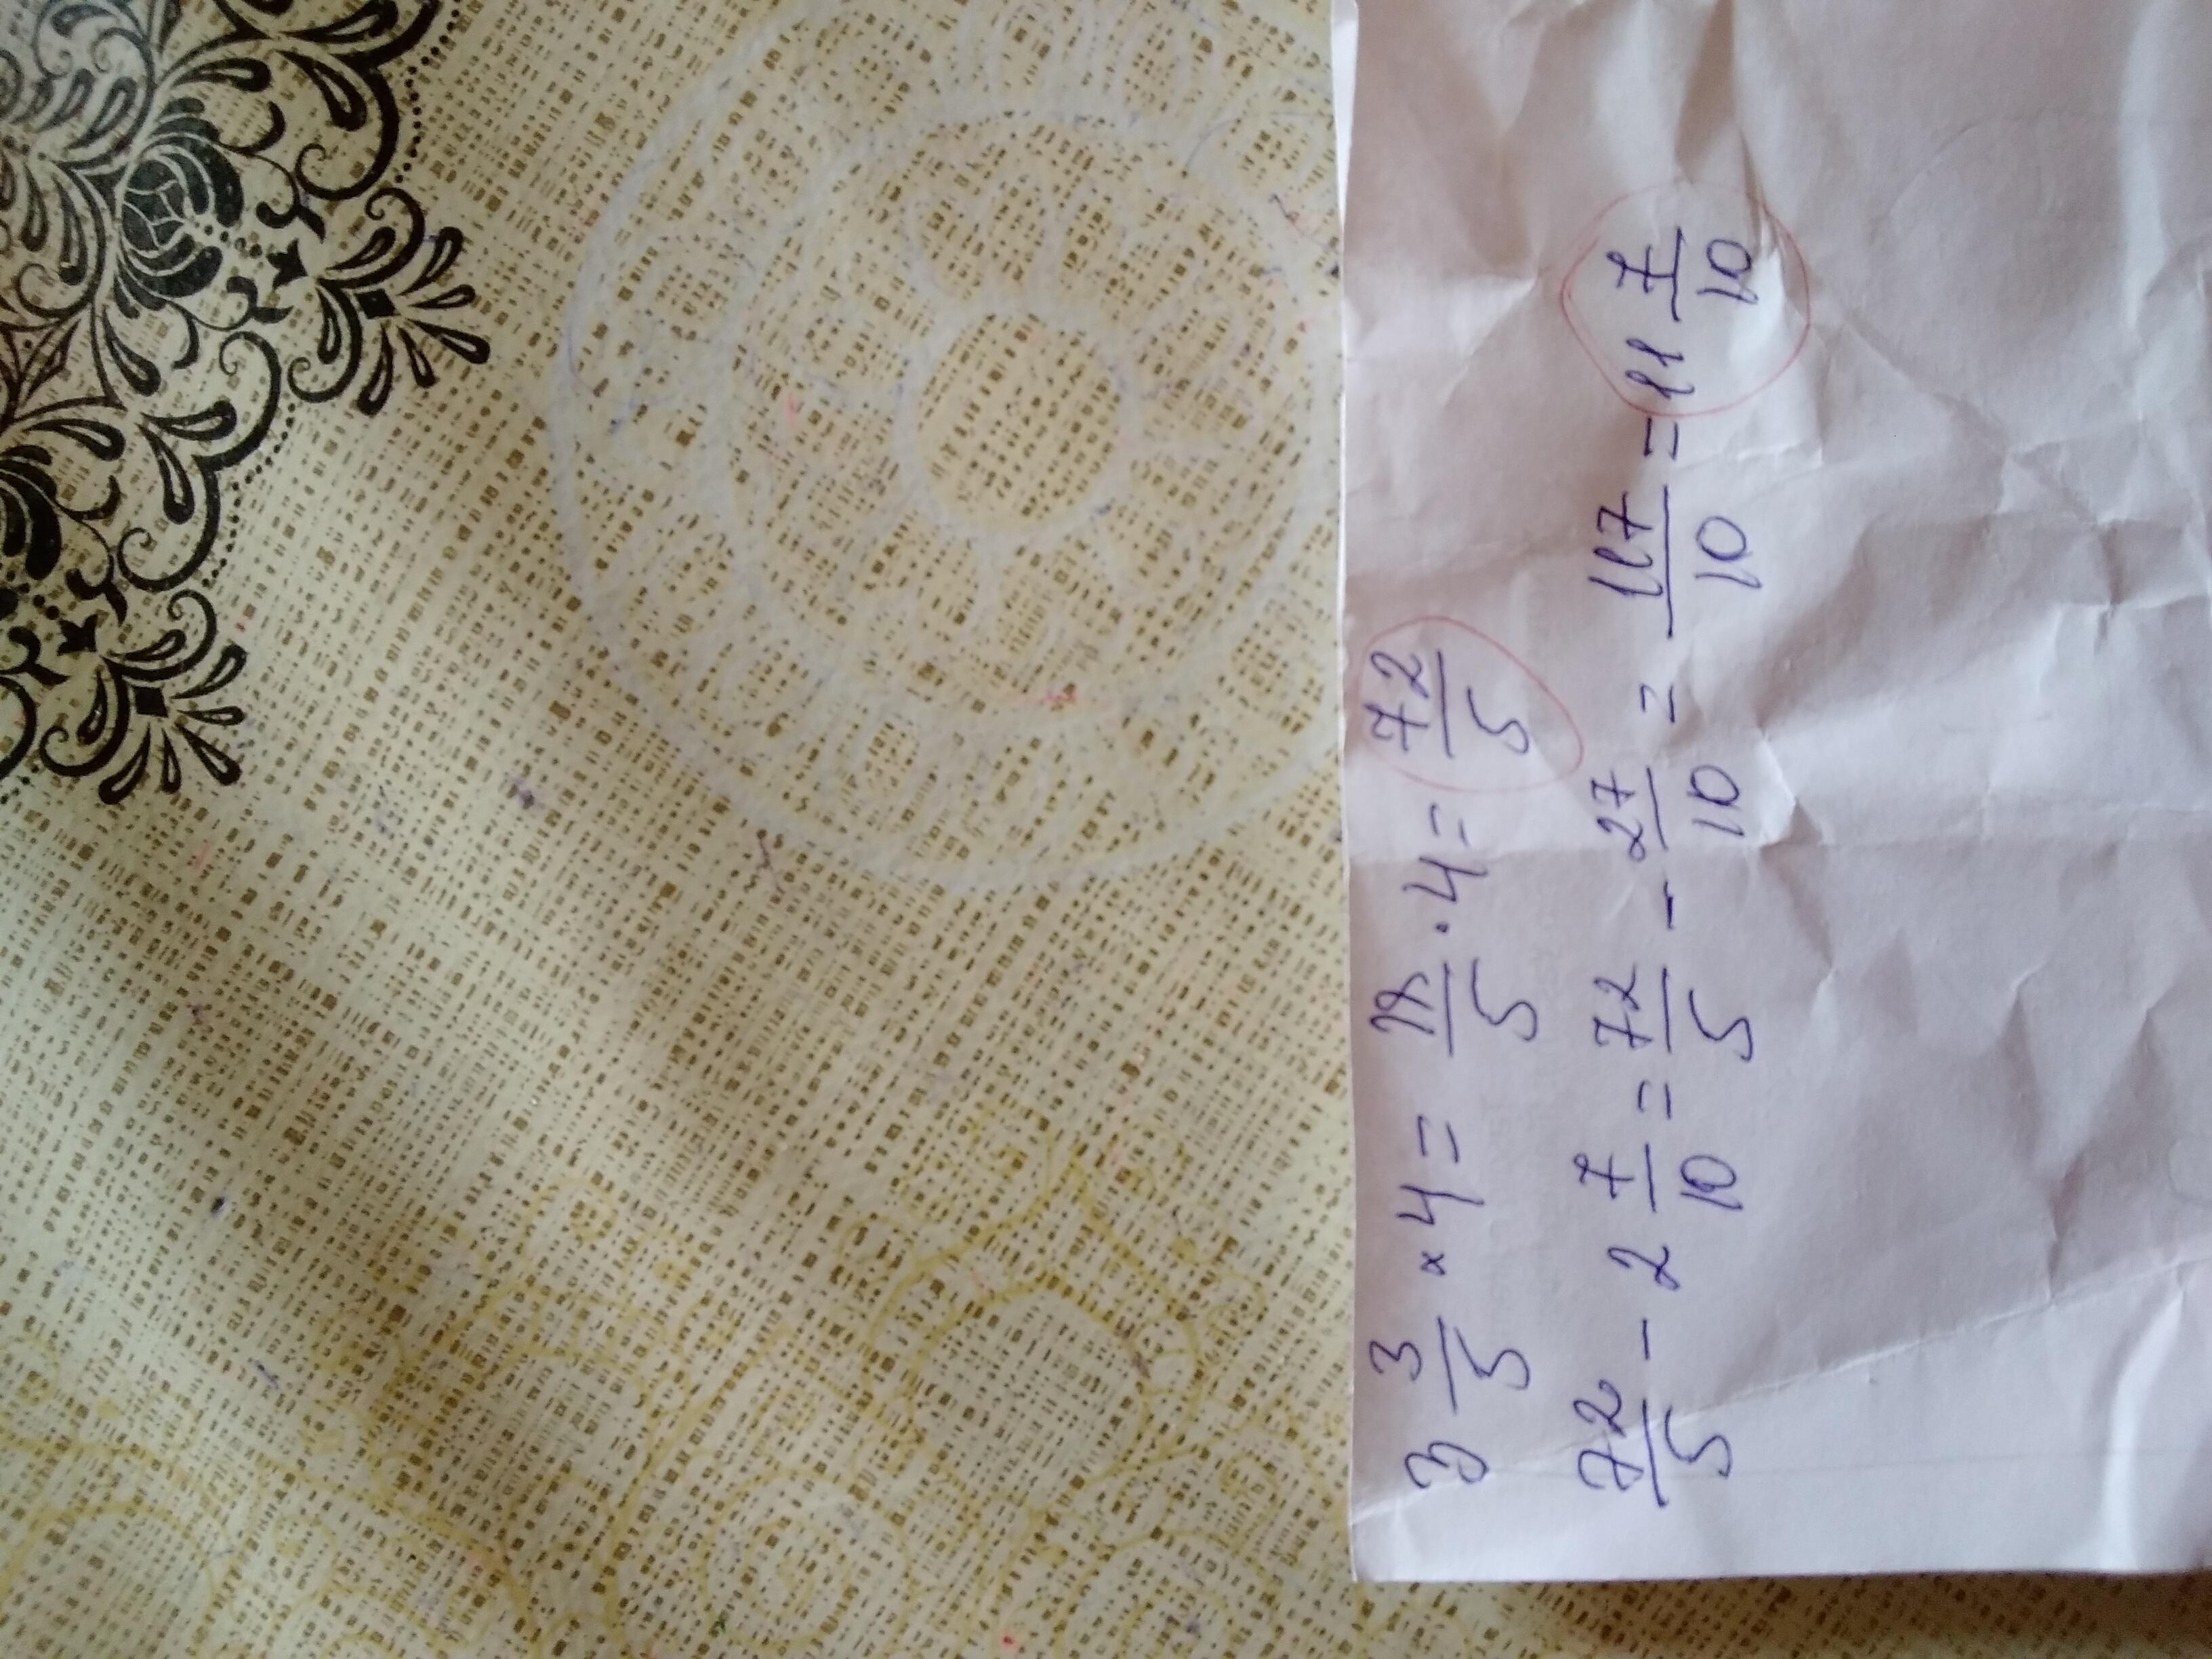 3 3/5 × 4 = 18/5 · 4 = 72/5
72/5 - 2 7/10 = 72/5 - 27/10 = 117/10 = 11 7/10